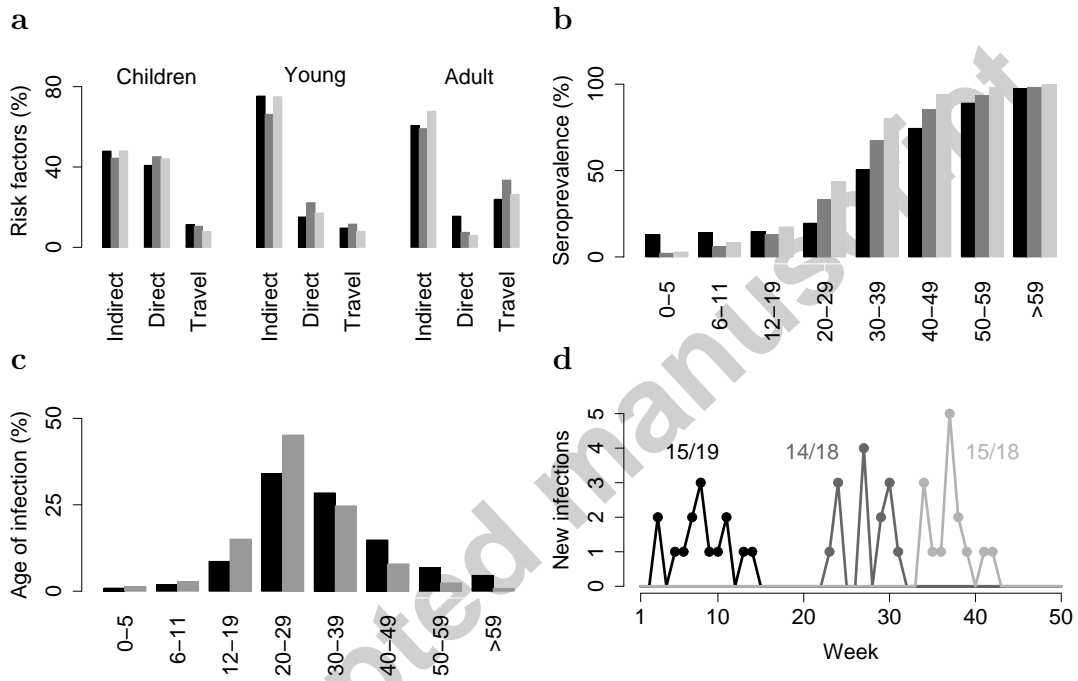 a
Children Young Adult
Risk factors (%)
0 40 80
Indirect Direct Travel Indirect Direct Travel Indirect Direct Travel
b
Seroprevalence (%)
0 50 100
0−5 6−11 12−19 20−29 30−39 40−49 50−59 >59
c
Age of infection (%)
0 25 50
0−5 6−11 12−19 20−29 30−39 40−49 50−59 >59
d
New infections
0 1 2 3 4 5
15/19 14/18 15/18
1 10 20 30 40 50
Week
pted manuscript